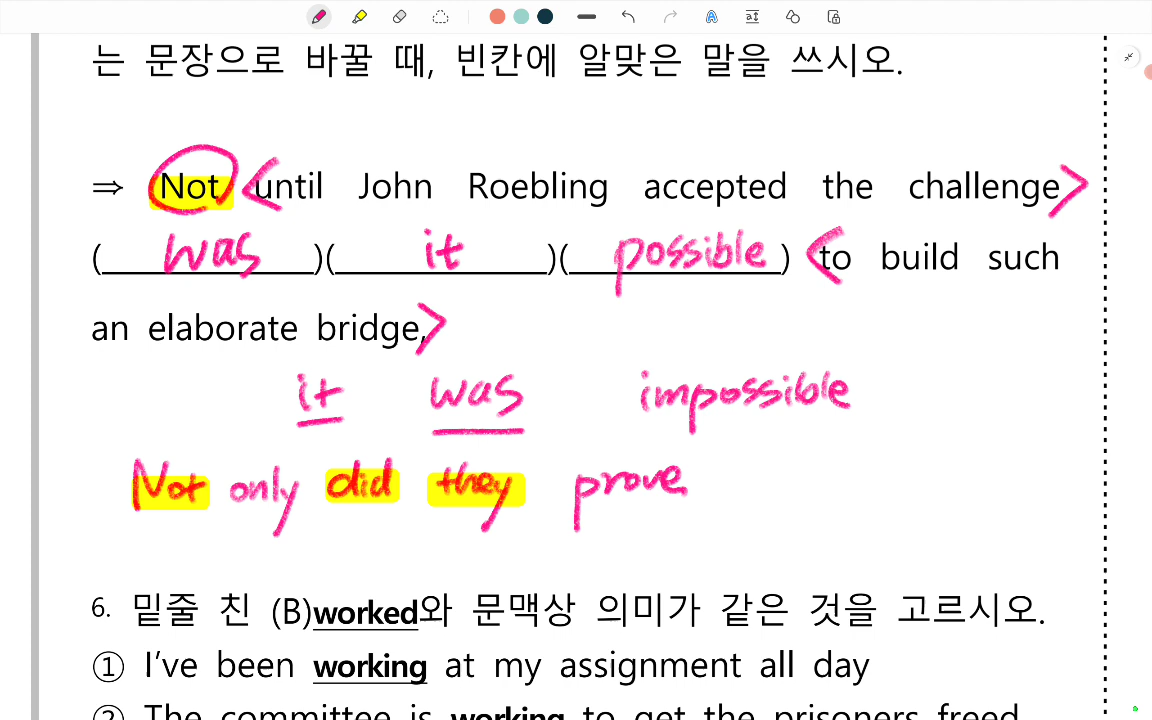 는 문장으로 바꿀 때, 빈칸에 알맞은 말을 쓰시오.
⇒ Not until John Roebling accepted the challenge
( was )( it )( possible ) to build such
an elaborate bridge,
it was impossible
Not only did they prove
6. 밑줄 친 (B)worked와 문맥상 의미가 같은 것을 고르시오.
① I've been working at my assignment all day
② The committee is working to get the prisoners freed